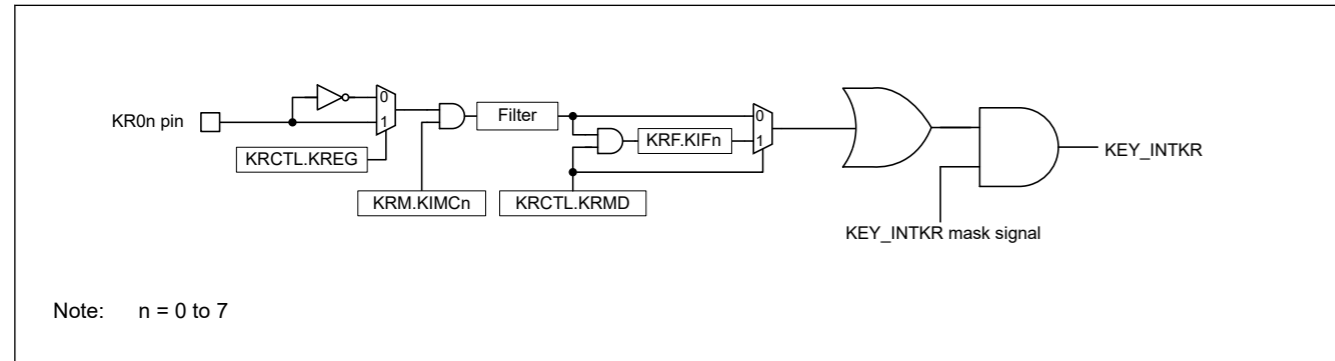 0
KR0n pin
1
Filter
0
KRF.KIFn
1
KEY_INTKR
KRCTL.KREG
KRM.KIMCn
KRCTL.KRMD
KEY_INTKR mask signal
Note: n = 0 to 7